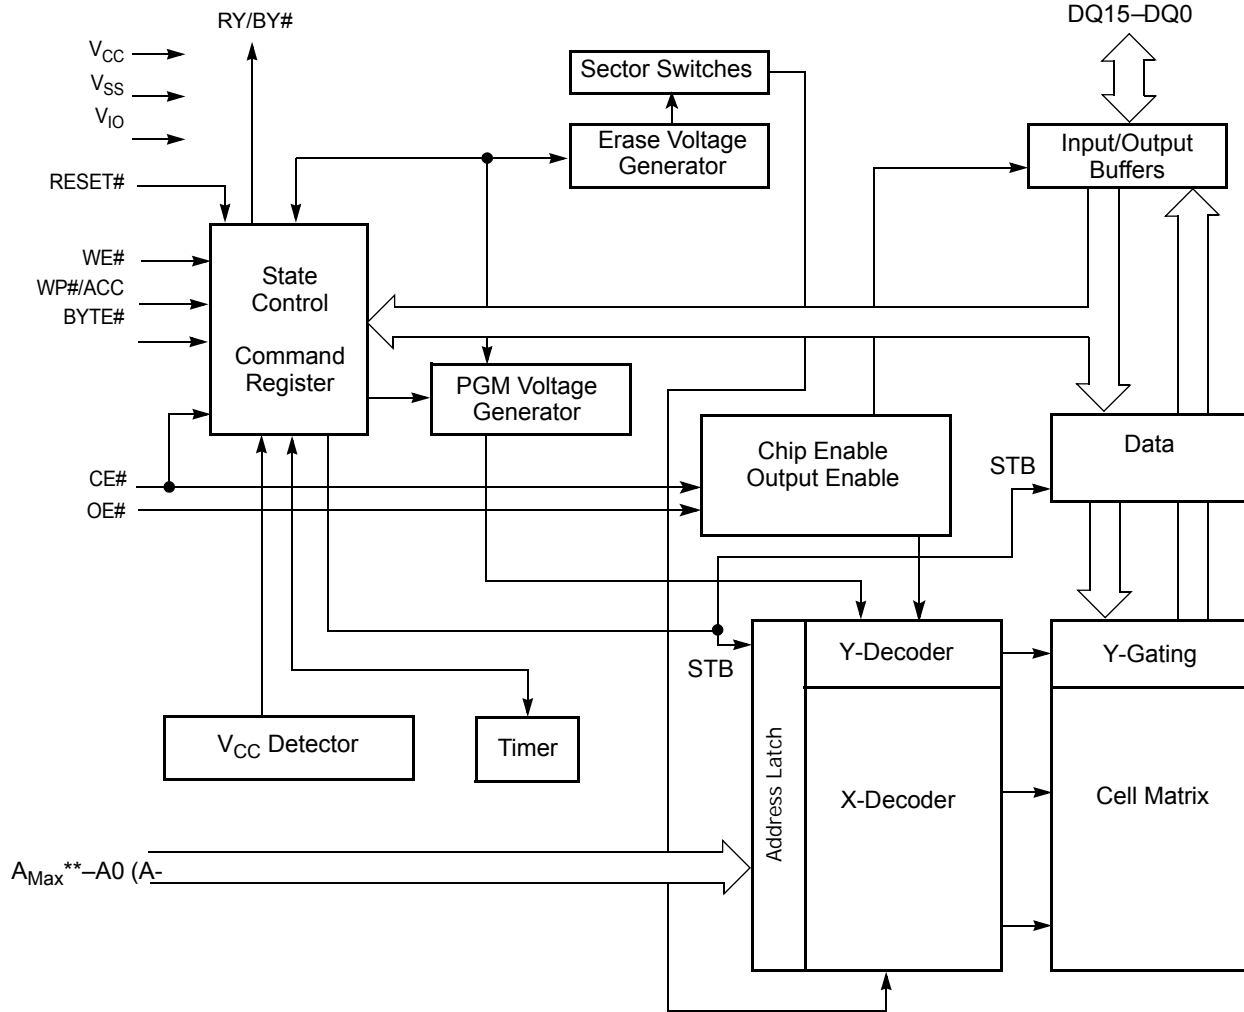 RY/BY#
DQ15–DQ0
VCC
VSS
VIO
Sector Switches
Erase Voltage
Generator
Input/Output
Buffers
RESET#
WE#
WP#/ACC
BYTE#
State
Control
Command
Register
PGM Voltage
Generator
Chip Enable
Output Enable
STB
Data
CE#
OE#
STB
Y-Decoder
Y-Gating
VCC Detector
Timer
Address Latch
X-Decoder
Cell Matrix
AMax**–A0 (A-